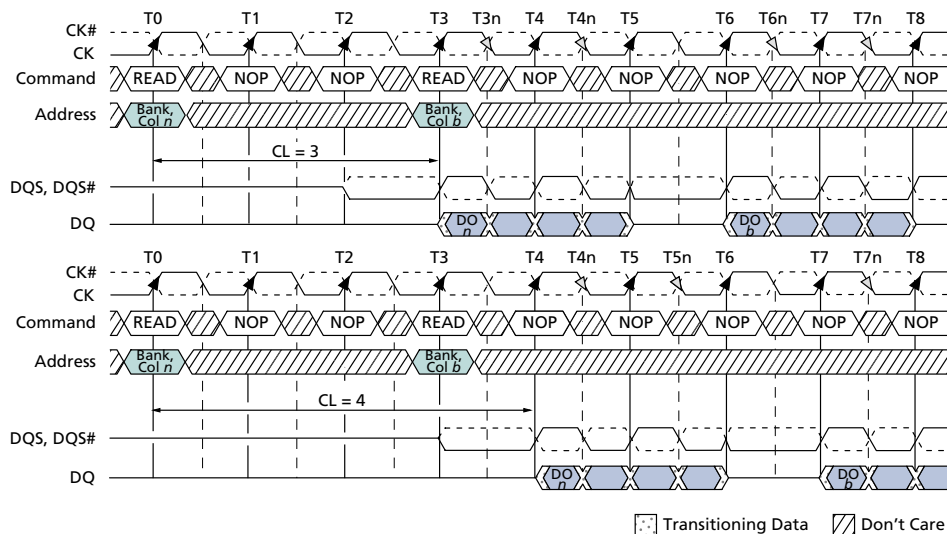 T0 T1 T2 T3 T3n T4 T4n T5 T6 T6n T7 T7n T8
CK#
CK
Command READ NOP NOP READ NOP NOP NOP NOP NOP
Address Bank, Col n Bank, Col b
CL = 3
DQS, DQS#
DQ DO n DO b
T0 T1 T2 T3 T4 T4n T5 T5n T6 T7 T7n T8
CK#
CK
Command READ NOP NOP READ NOP NOP NOP NOP NOP
Address Bank, Col n Bank, Col b
CL = 4
DQS, DQS#
DQ DO n DO b
Transitioning Data Don't Care